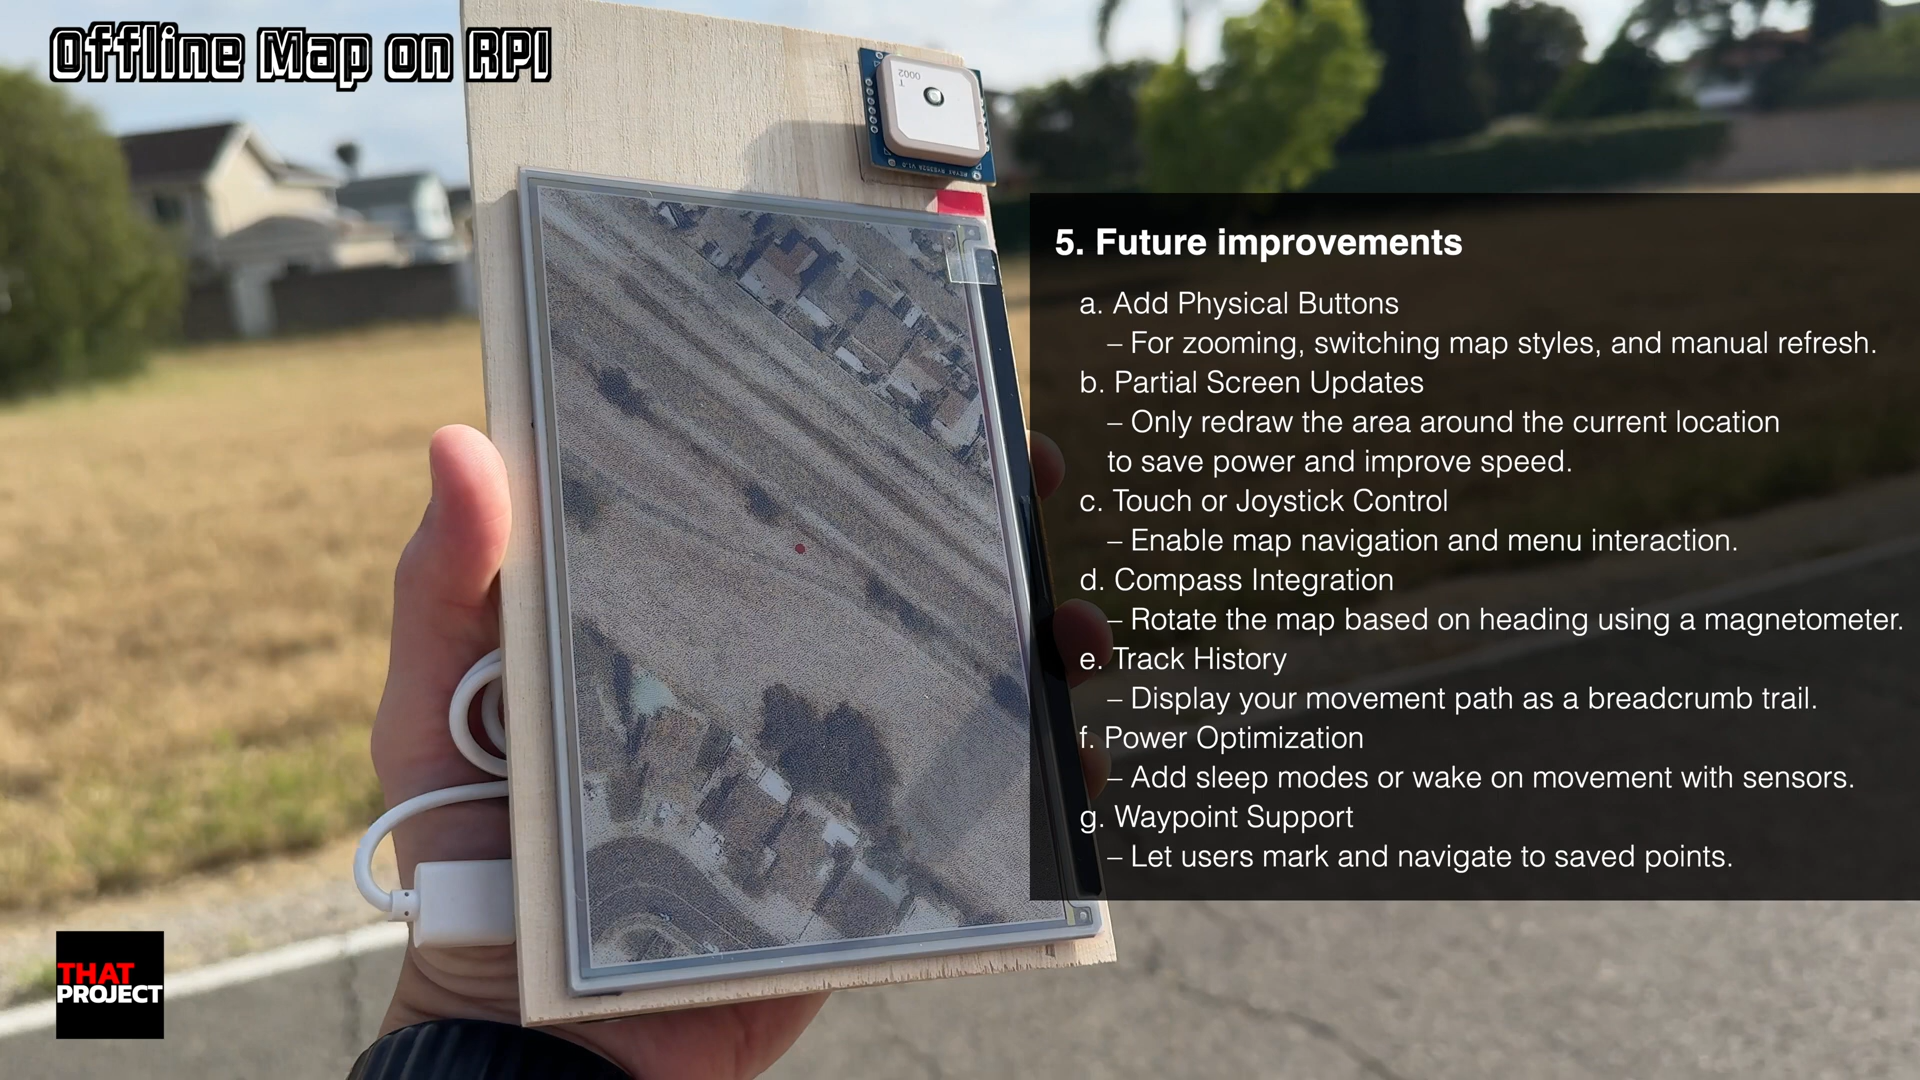 Offline Map on RPI
0002
T
5. Future improvements
a. Add Physical Buttons
– For zooming, switching map styles, and manual refresh.
b. Partial Screen Updates
– Only redraw the area around the current location
to save power and improve speed.
c. Touch or Joystick Control
– Enable map navigation and menu interaction.
d. Compass Integration
– Rotate the map based on heading using a magnetometer.
e. Track History
– Display your movement path as a breadcrumb trail.
f. Power Optimization
– Add sleep modes or wake on movement with sensors.
g. Waypoint Support
– Let users mark and navigate to saved points.
THAT
PROJECT